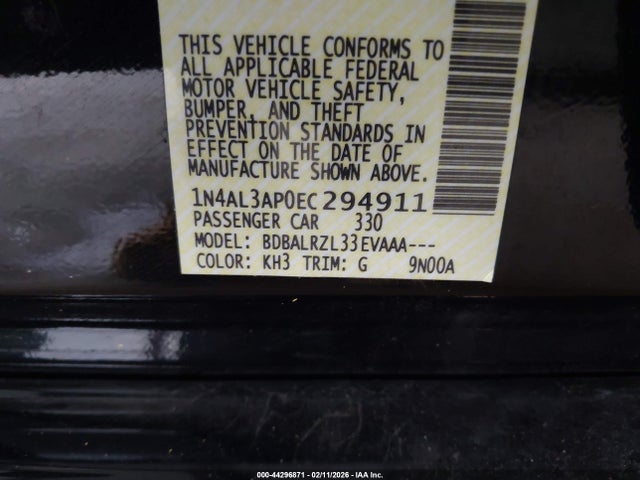 THIS VEHICLE CONFORMS TO
ALL APPLICABLE FEDERAL
MOTOR VEHICLE SAFETY,
BUMPER, AND THEFT
PREVENTION STANDARDS IN
EFFECT ON THE DATE OF
MANUFACTURE SHOWN ABOVE.
1N4AL3AP0EC294911
PASSENGER CAR 330
MODEL: BDBALRZL33EVAAA---
COLOR: KH3 TRIM: G 9N00A
000-44296871 - 02/11/2026 - IAA Inc.